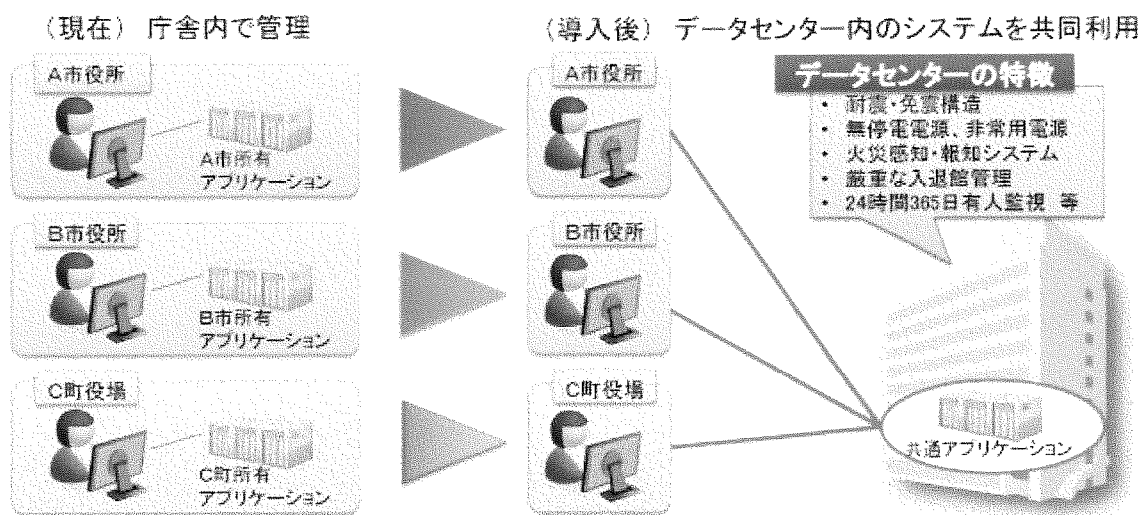 （現在） 庁舎内で管理
A市役所
A市所有
アプリケーション
B市役所
B市所有
アプリケーション
C町役場
C町所有
アプリケーション
（導入後） データセンター内のシステムを共同利用
A市役所
B市役所
C町役場
データセンターの特徴
・ 耐震・免震構造
・ 無停電電源、非常用電源
・ 火災感知・報知システム
・ 厳重な入退館管理
・ 24時間365日有人監視 等
共通アプリケーション